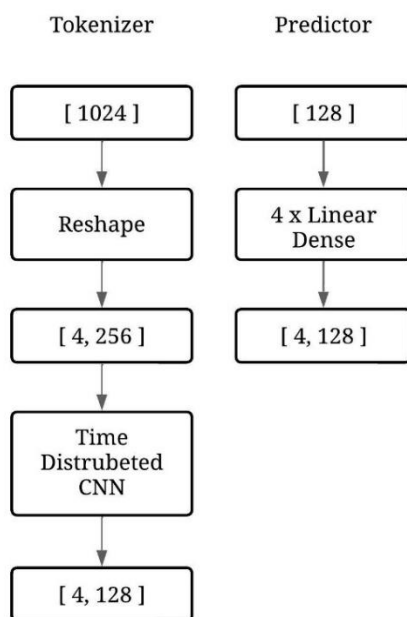 Tokenizer
[ 1024 ]
Reshape
[ 4, 256 ]
Time
Distrubeted
CNN
[ 4, 128 ]
Predictor
[ 128 ]
4 x Linear
Dense
[ 4, 128 ]